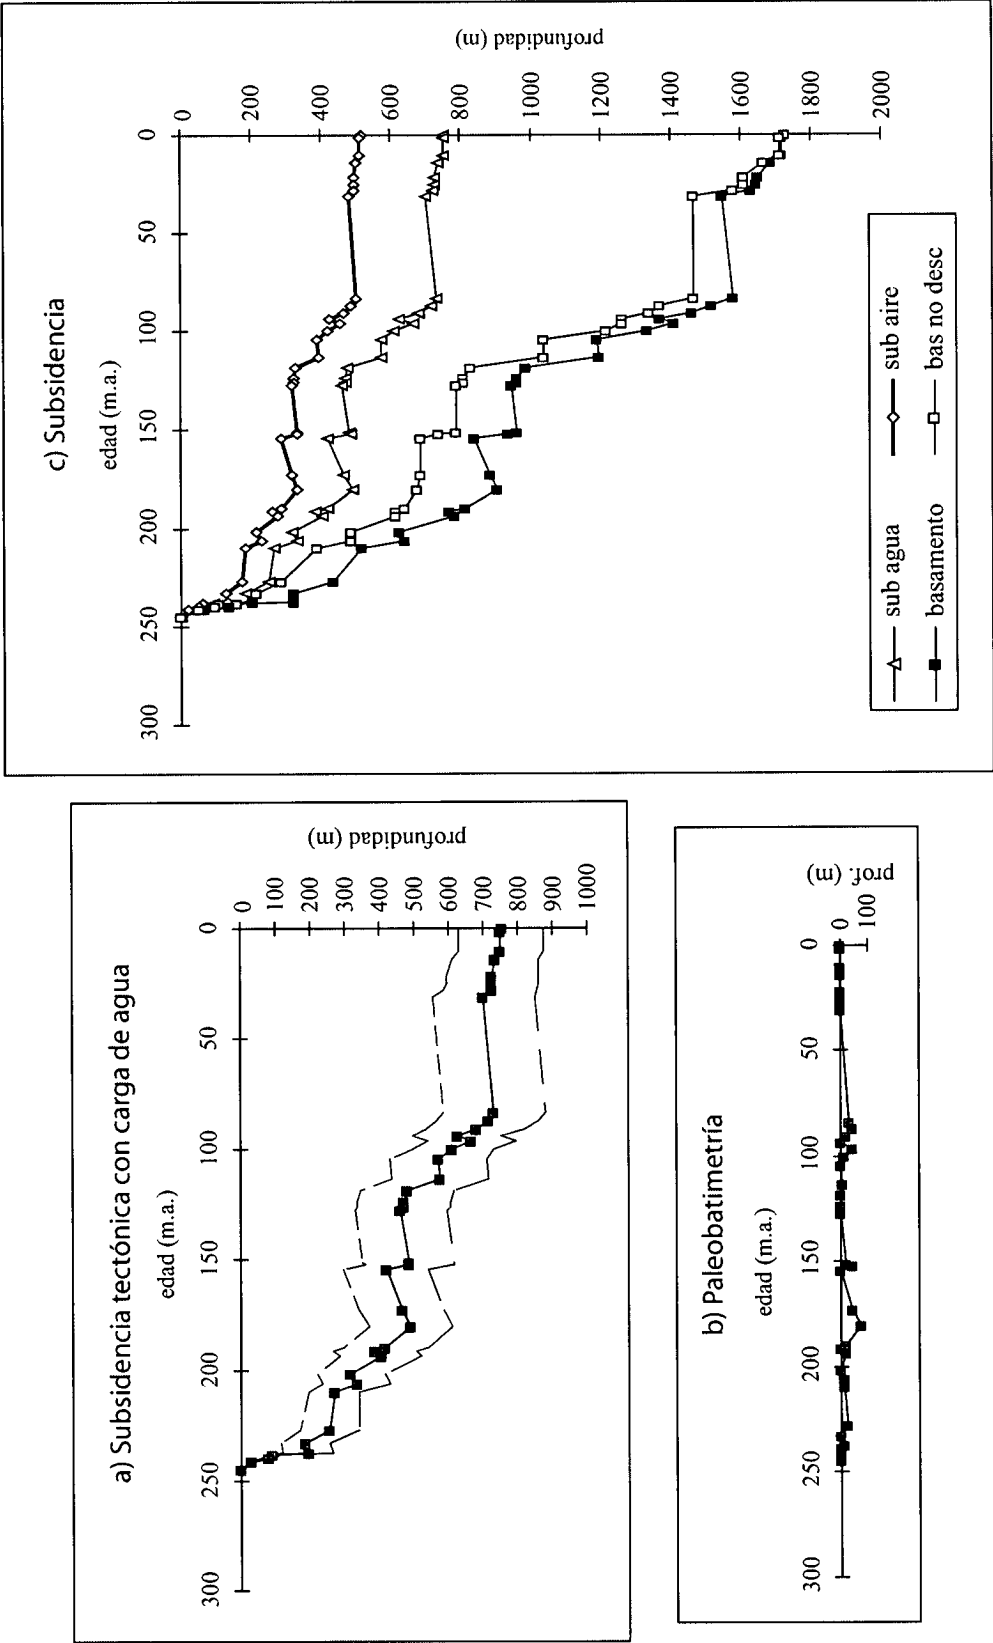 a) Subsidencia tectónica con carga de agua
edad (m.a.)
300 250 200 150 100 50 0
0
100
200
300
400
500
600
700
800
900
1000
profundidad (m)
b) Paleobatimetría
edad (m.a.)
300 250 200 150 100 50 0
0
100
prof. (m)
c) Subsidencia
edad (m.a.)
300 250 200 150 100 50 0
0
200
400
600
800
1000
1200
1400
1600
1800
2000
profundidad (m)
sub agua
sub aire
basamento
bas no desc